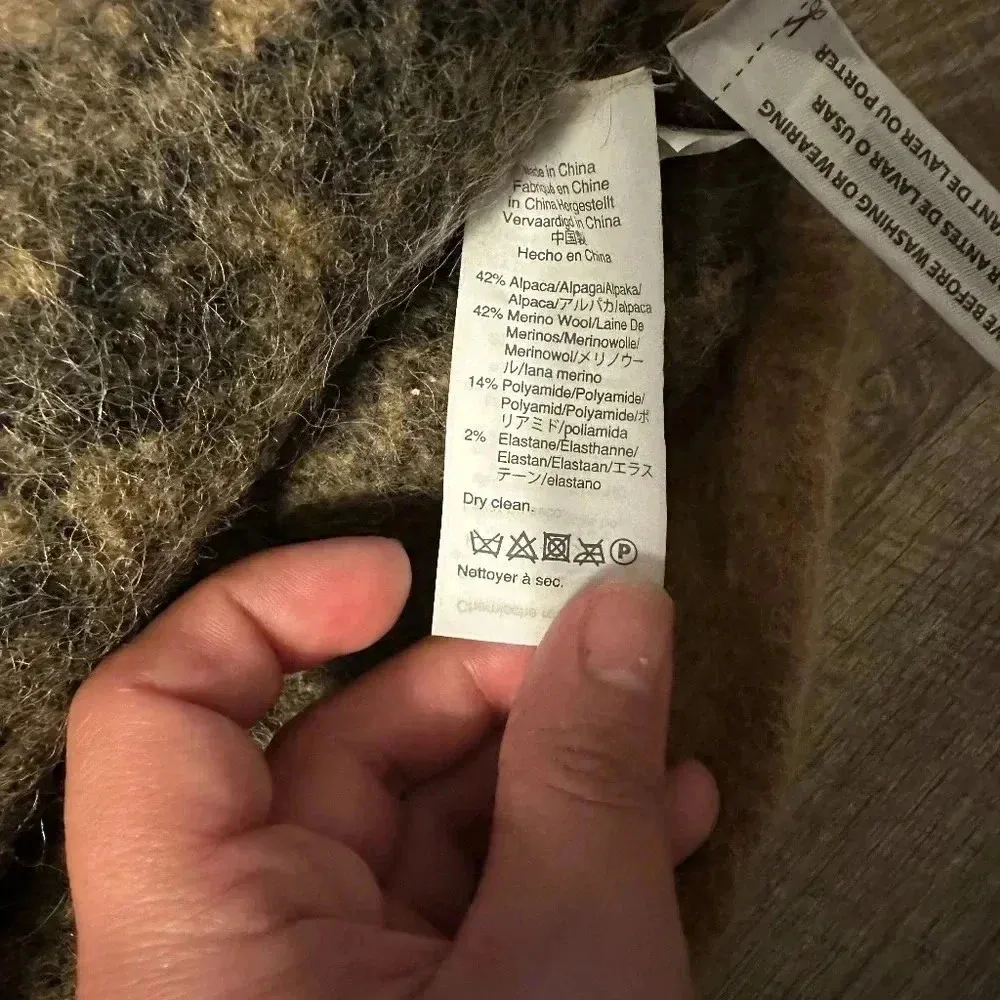 Made in China
Fabriqué en Chine
in China Horgestellt
Vervaardigd in China
中国製
Hecho en China
42% Alpaca/Alpaga/Alpaka/
Alpaca/アルパカ/alpaca
42% Merino Wool/Laine De
Merinos/Merinowolle/
Merinowol/メリノウー
ル/lana merino
14% Polyamide/Polyamide/
Polyamid/Polyamide/ポ
リアミド/poliamida
2% Elastane/Élasthanne/
Elastan/Elastaan/エラス
テーン/elastano
Dry clean.
P
Nettoyer à sec.
BEFORE WASHING OR WEARING
ANTES DE LAVAR O USAR
DE LAVER OU PORTER